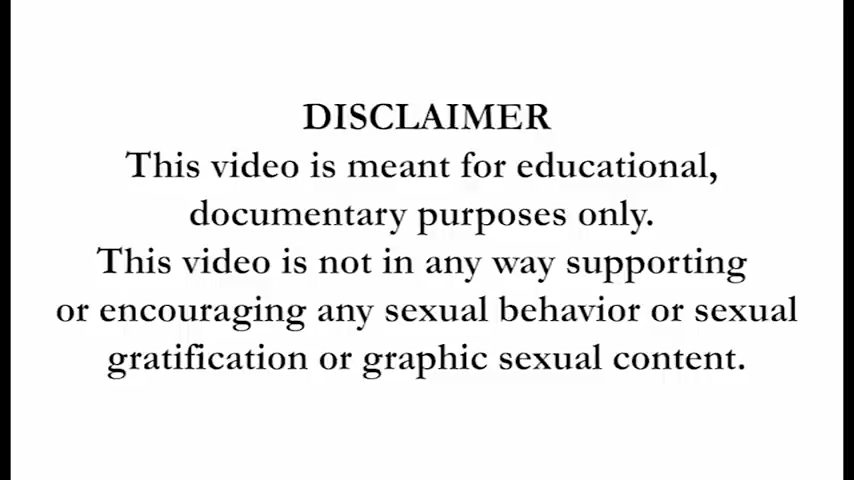 DISCLAIMER
This video is meant for educational,
documentary purposes only.
This video is not in any way supporting
or encouraging any sexual behavior or sexual
gratification or graphic sexual content.